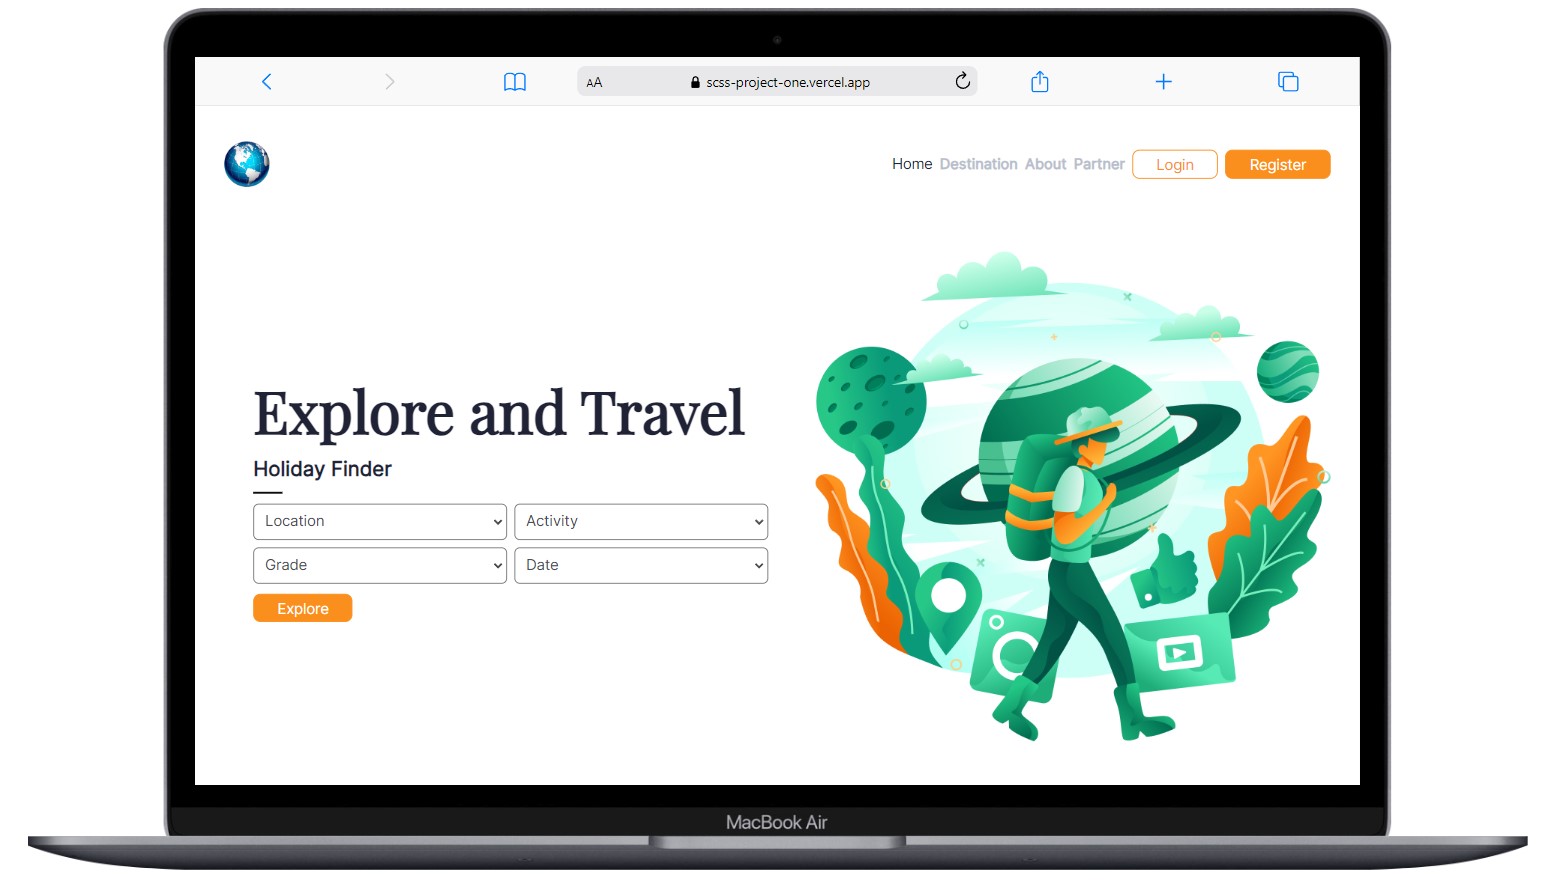 AA scss-project-one.vercel.app
Home Destination About Partner Login Register
Explore and Travel
Holiday Finder
Location Activity
Grade Date
Explore
MacBook Air